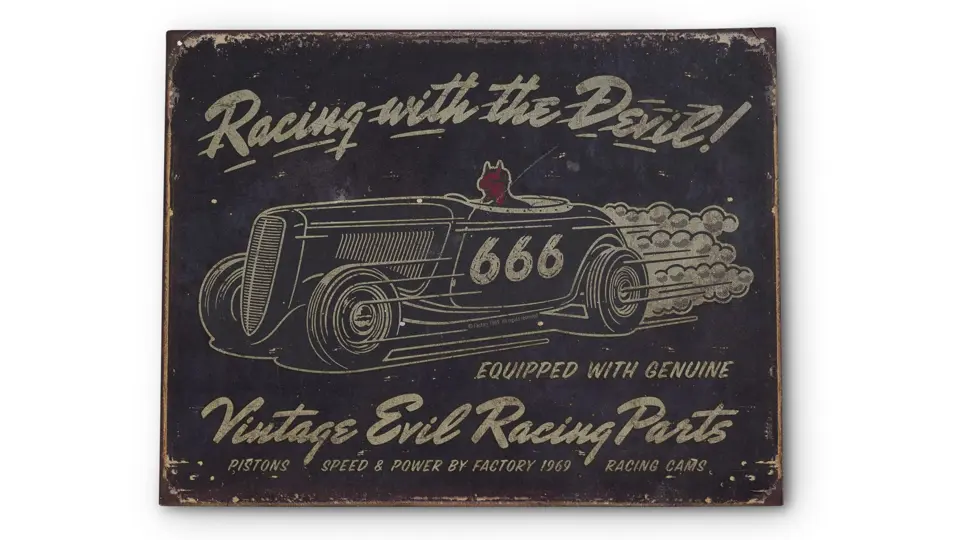 Racing with the Devil!
666
EQUIPPED WITH GENUINE
Vintage Evil Racing Parts
PISTONS SPEED & POWER BY FACTORY 1969 RACING CAMS